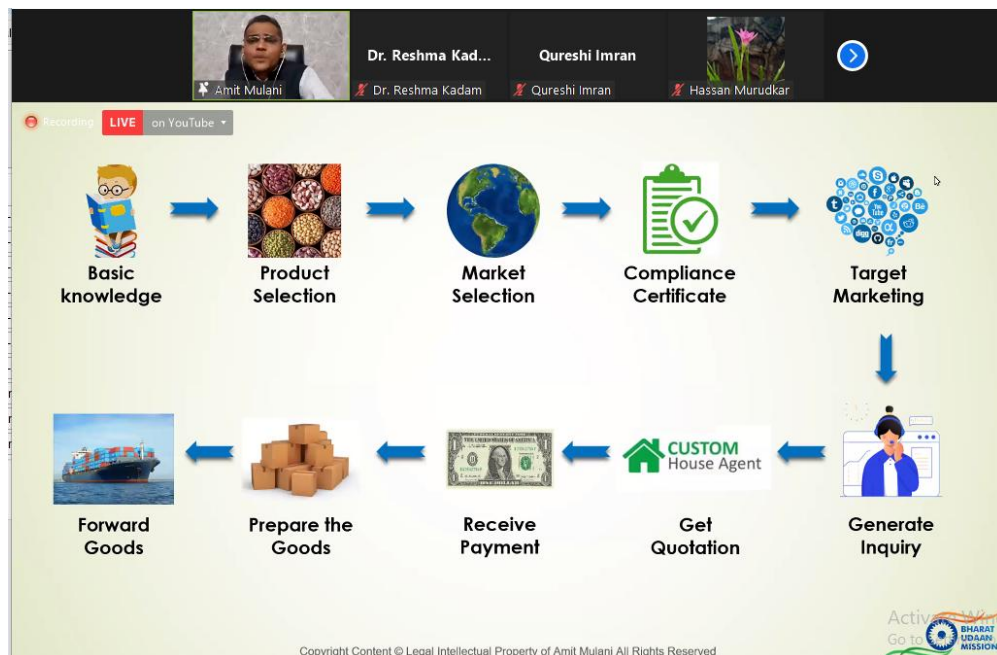 Dr. Reshma Kad...
Qureshi Imran
Amit Mulani
Dr. Reshma Kadam
Qureshi Imran
Hassan Murudkar
Recording
LIVE
on YouTube
Basic
knowledge
Product
Selection
Market
Selection
Compliance
Certificate
Target
Marketing
CUSTOM
House Agent
Forward
Goods
Prepare the
Goods
Receive
Payment
Get
Quotation
Generate
Inquiry
Copyright Content © Legal Intellectual Property of Amit Mulani All Rights Reserved
Go to
BHARAT
UDAAN
MISSION